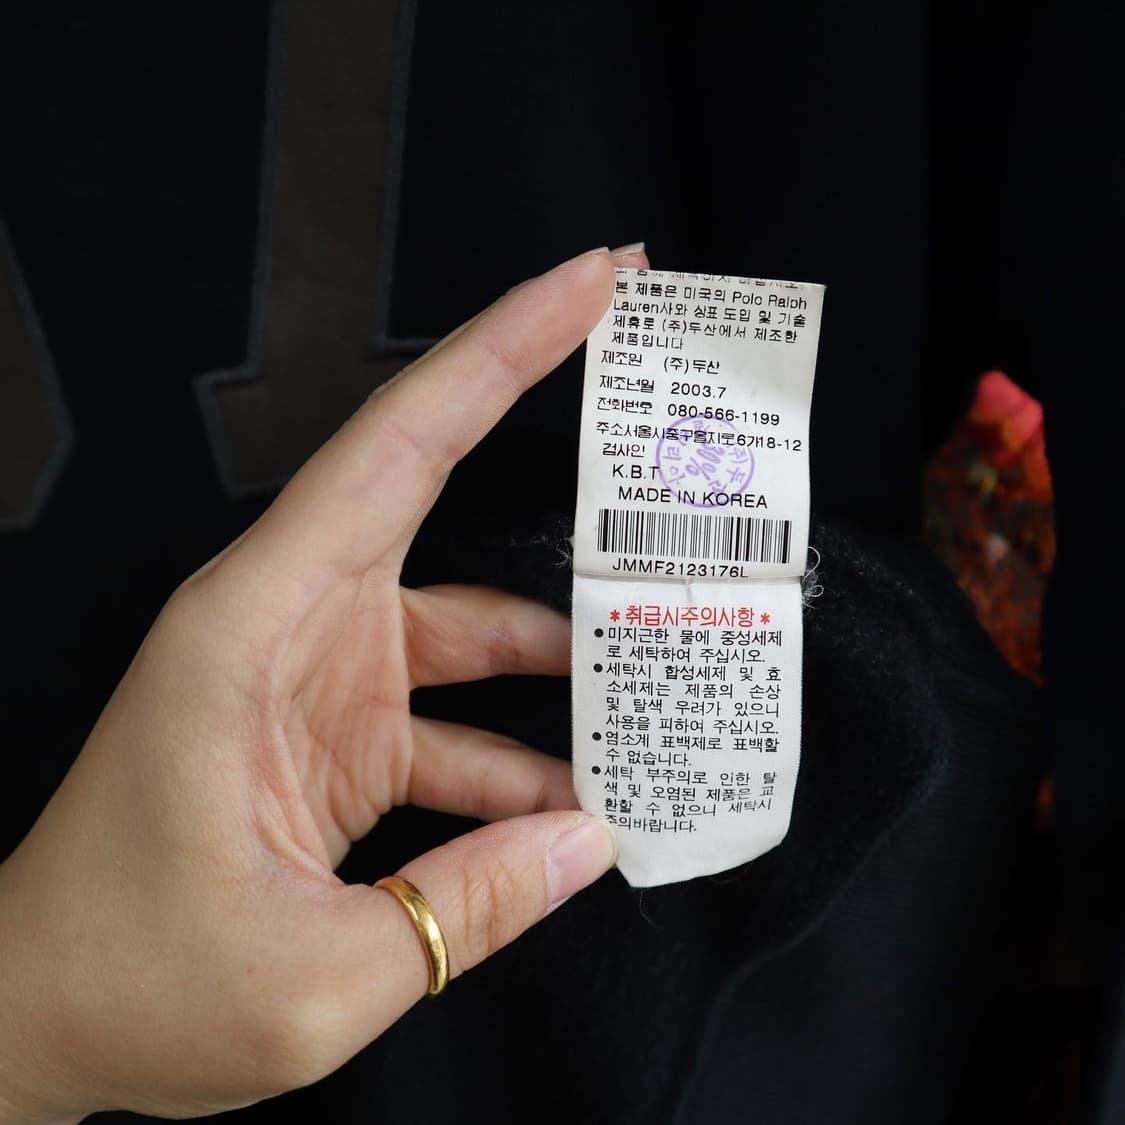 본 제품은 미국의 Polo Ralph
Lauren사와 상표 도입 및 기술
제휴로 (주)두산에서 제조한
제품입니다
제조원 (주)두산
제조년월 2003.7
전화번호 080-566-1199
주소서울시중구을지로6가18-12
검사인
K.B.T
MADE IN KOREA
JMMF2123176L
* 취급시주의사항 *
●미지근한 물에 중성세제
로 세탁하여 주십시오.
●세탁시 합성세제 및 효
소세제는 제품의 손상
및 탈색 우려가 있으니
사용을 피하여 주십시오.
●염소계 표백제로 표백할
수 없습니다.
●세탁 부주의로 인한 탈
색 및 오염된 제품은 교
환할 수 없으니 세탁시
주의바랍니다.